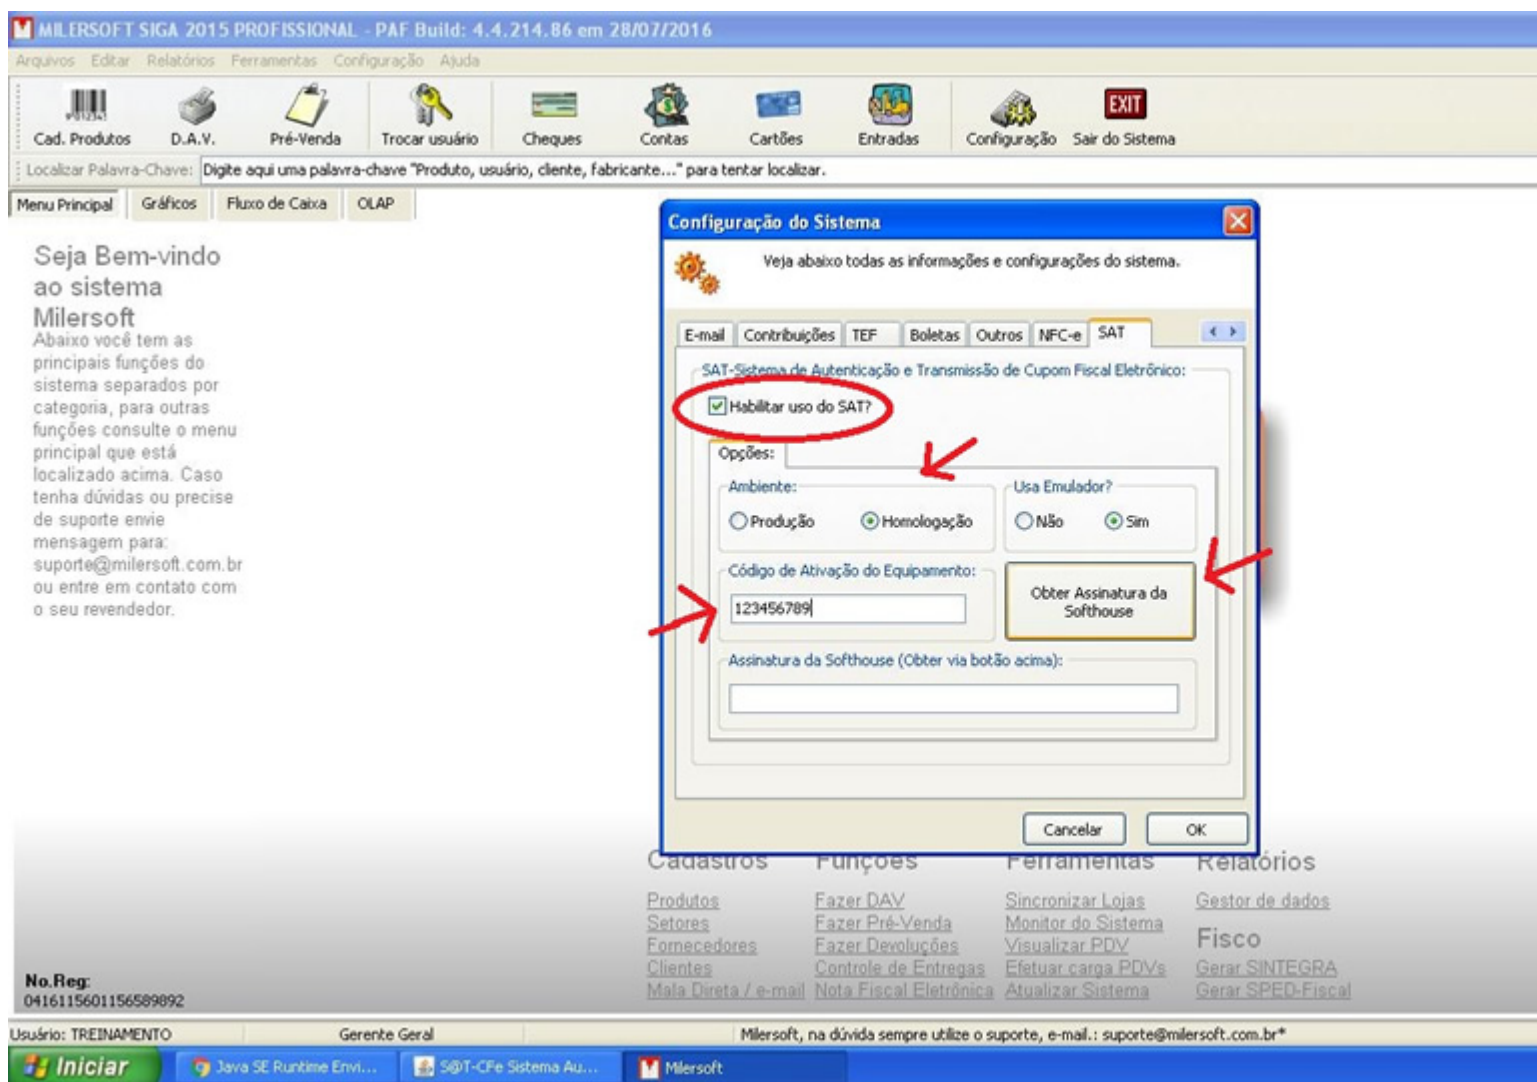 MILERSOFT SIGA 2015 PROFISSIONAL - PAF Build: 4.4.214.86 em 28/07/2016
Arquivos Editar Relatórios Ferramentas Configuração Ajuda
Cad. Produtos D.A.V. Pré-Venda Trocar usuário Cheques Contas Cartões Entradas Configuração EXIT Sair do Sistema
Localizar Palavra-Chave: Digite aqui uma palavra-chave "Produto, usuário, cliente, fabricante..." para tentar localizar.
Menu Principal Gráficos Fluxo de Caixa OLAP
Seja Bem-vindo
ao sistema
Milersoft
Abaixo você tem as
principais funções do
sistema separados por
categoria, para outras
funções consulte o menu
principal que está
localizado acima. Caso
tenha dúvidas ou precise
de suporte envie
mensagem para:
suporte@milersoft.com.br
ou entre em contato com
o seu revendedor.
Configuração do Sistema
Veja abaixo todas as informações e configurações do sistema.
E-mail Contribuições TEF Boletas Outros NFC-e SAT
SAT-Sistema de Autenticação e Transmissão de Cupom Fiscal Eletrônico:
Habilitar uso do SAT?
Opções:
Ambiente: Usa Emulador?
Produção Homologação Não Sim
Código de Ativação do Equipamento:
123456789
Obter Assinatura da
Softhouse
Assinatura da Softhouse (Obter via botão acima):
Cancelar OK
Cadastros Funções Ferramentas Relatórios
Produtos Fazer DAV Sincronizar Lojas Gestor de dados
Setores Fazer Pré-Venda Monitor do Sistema
Fornecedores Fazer Devoluções Visualizar PDV Fisco
Clientes Controle de Entregas Efetuar carga PDVs Gerar SINTEGRA
Mala Direta / e-mail Nota Fiscal Eletrônica Atualizar Sistema Gerar SPED-Fiscal
No.Reg:
0416115601156589892
Usuário: TREINAMENTO Gerente Geral Milersoft, na dúvida sempre utilize o suporte, e-mail.: suporte@milersoft.com.br*
Iniciar Java SE Runtime Envi... S@T-CFe Sistema Au... Milersoft